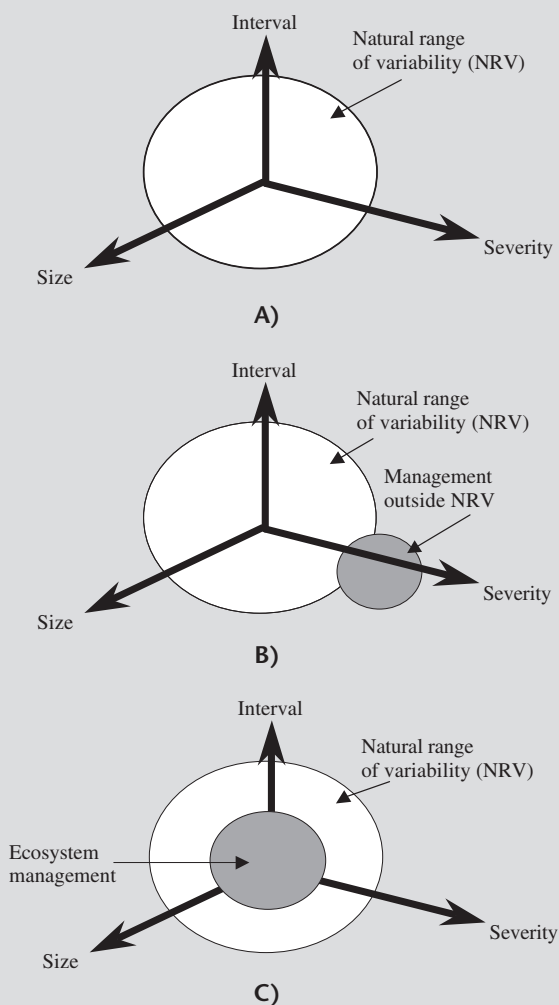 Interval
Natural range
of variability (NRV)
Size
Severity
A)
Interval
Natural range
of variability (NRV)
Management
outside NRV
Size
Severity
B)
Interval
Natural range
of variability (NRV)
Ecosystem
management
Size
Severity
C)